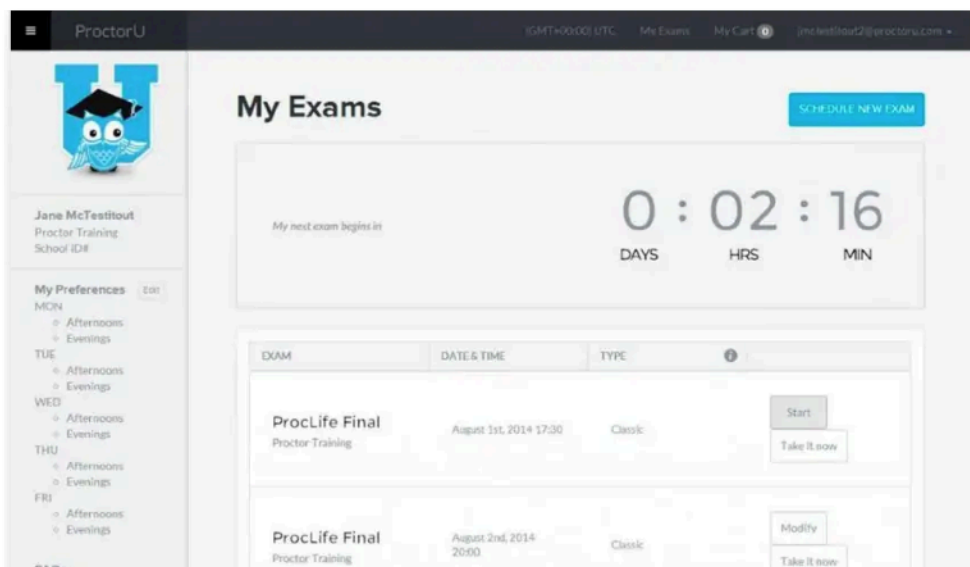 ProctorU
(GMT+00:00) UTC My Exams My Cart 0 jmctestitout2@proctoru.com
U
Jane McTestitout
Proctor Training
School ID#
My Preferences Edit
MON
Afternoons
Evenings
TUE
Afternoons
Evenings
WED
Afternoons
Evenings
THU
Afternoons
Evenings
FRI
Afternoons
Evenings
My Exams
SCHEDULE NEW EXAM
My next exam begins in
0 : 02 : 16
DAYS HRS MIN
EXAM DATE & TIME TYPE
ProcLife Final August 1st, 2014 17:30 Classic Start
Proctor Training Take it now
ProcLife Final August 2nd, 2014 Classic Modify
Proctor Training 20:00 Take it now